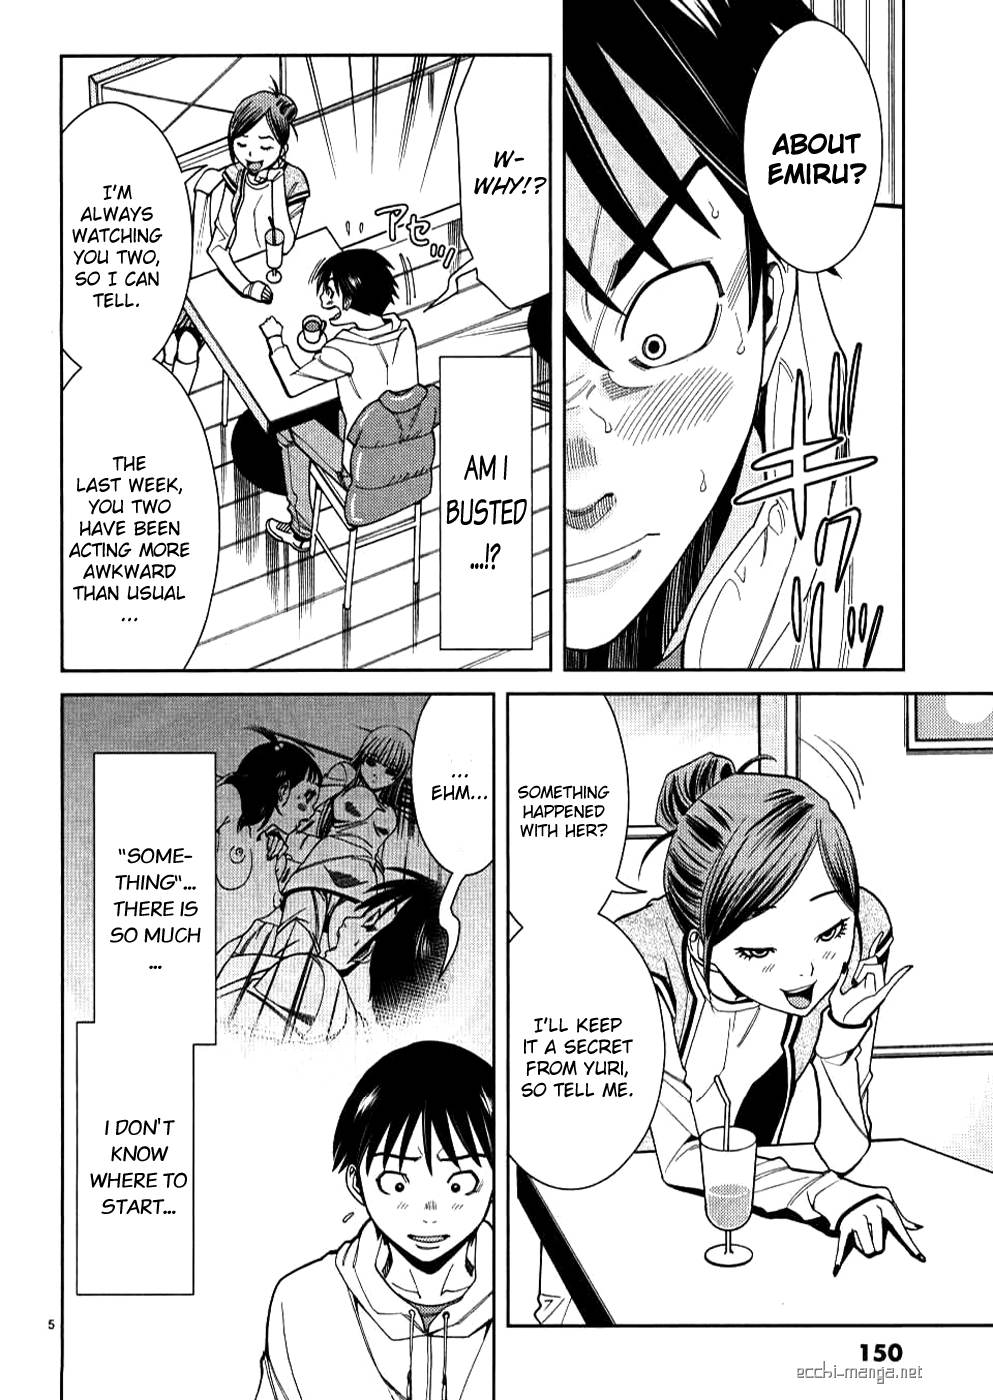 ABOUT
EMIRU?
ギワッ
W-
WHY!?
アセッ
I'M
ALWAYS
WATCHING
YOU TWO,
SO I CAN
TELL.
AM I
BUSTED
...!?
THE
LAST WEEK,
YOU TWO
HAVE BEEN
ACTING MORE
AWKWARD
THAN USUAL
...
SOMETHING
HAPPENED
WITH HER?
I'LL KEEP
IT A SECRET
FROM YURI,
SO TELL ME.
...
EHM...
"SOME-
THING"...
THERE IS
SO MUCH
...
I DON'T
KNOW
WHERE TO
START...
5
150
ecchi-manga.net